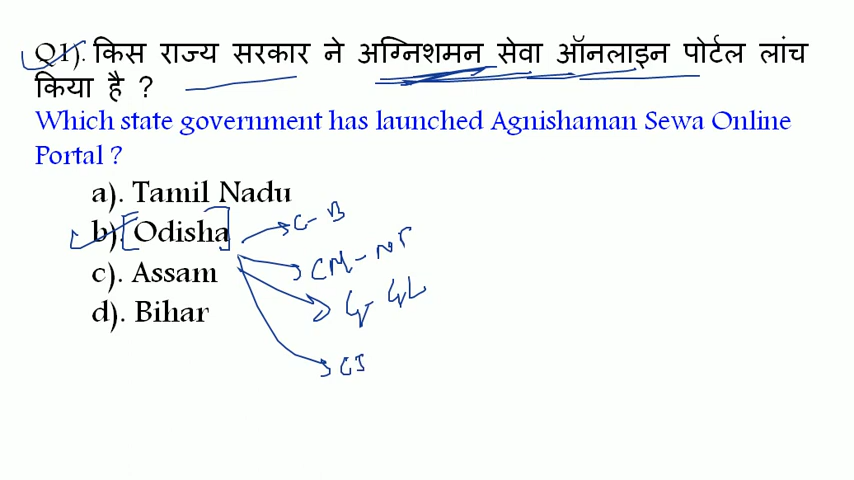 Q1). किस राज्य सरकार ने अग्निशमन सेवा ऑनलाइन पोर्टल लांच
किया है ?
Which state government has launched Agnishaman Sewa Online
Portal ?
a). Tamil Nadu
b). Odisha
c). Assam
d). Bihar